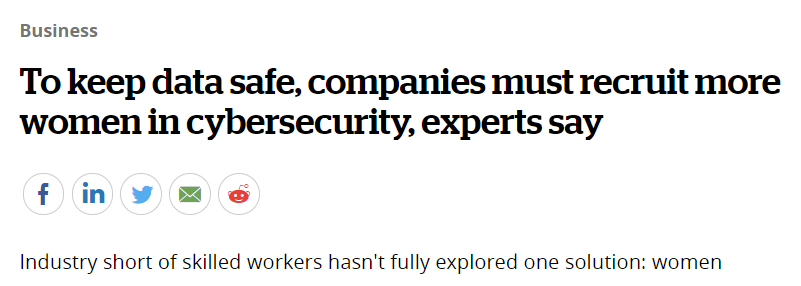 Business
To keep data safe, companies must recruit more
women in cybersecurity, experts say
f
in
Industry short of skilled workers hasn't fully explored one solution: women